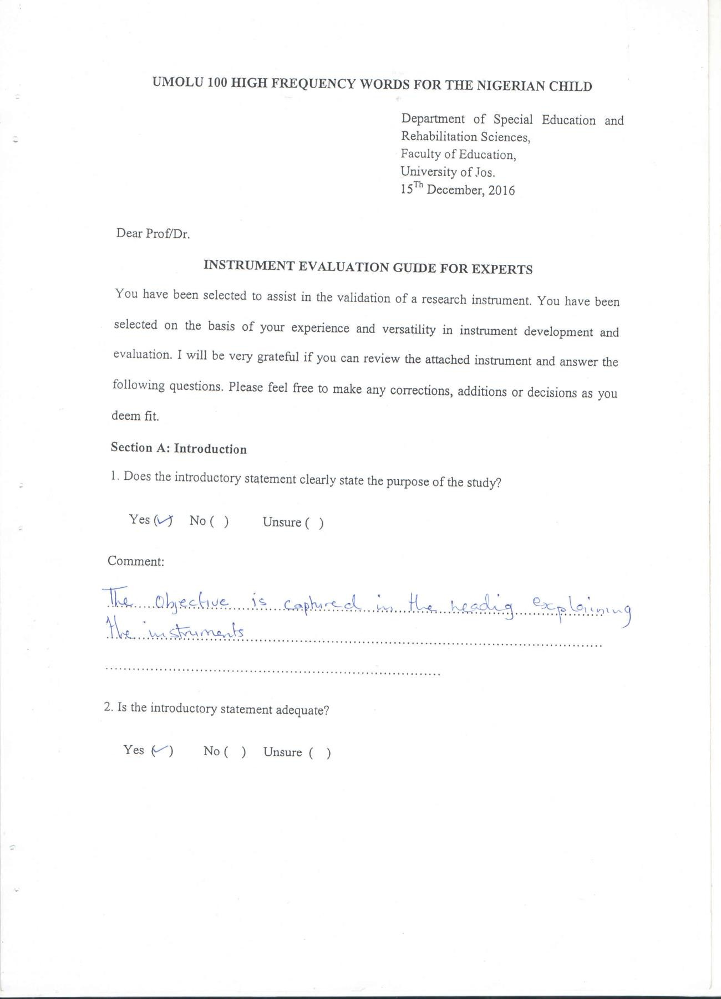 UMOLU 100 HIGH FREQUENCY WORDS FOR THE NIGERIAN CHILD
Department of Special Education and
Rehabilitation Sciences,
Faculty of Education,
University of Jos.
15Th December, 2016
Dear Prof/Dr.
INSTRUMENT EVALUATION GUIDE FOR EXPERTS
You have been selected to assist in the validation of a research instrument. You have been
selected on the basis of your experience and versatility in instrument development and
evaluation. I will be very grateful if you can review the attached instrument and answer the
following questions. Please feel free to make any corrections, additions or decisions as you
deem fit.
Section A: Introduction
1. Does the introductory statement clearly state the purpose of the study?
Yes (✓) No ( ) Unsure ( )
Comment:
The Objective is captured in the headig explaining
the instruments
2. Is the introductory statement adequate?
Yes (✓) No ( ) Unsure ( )